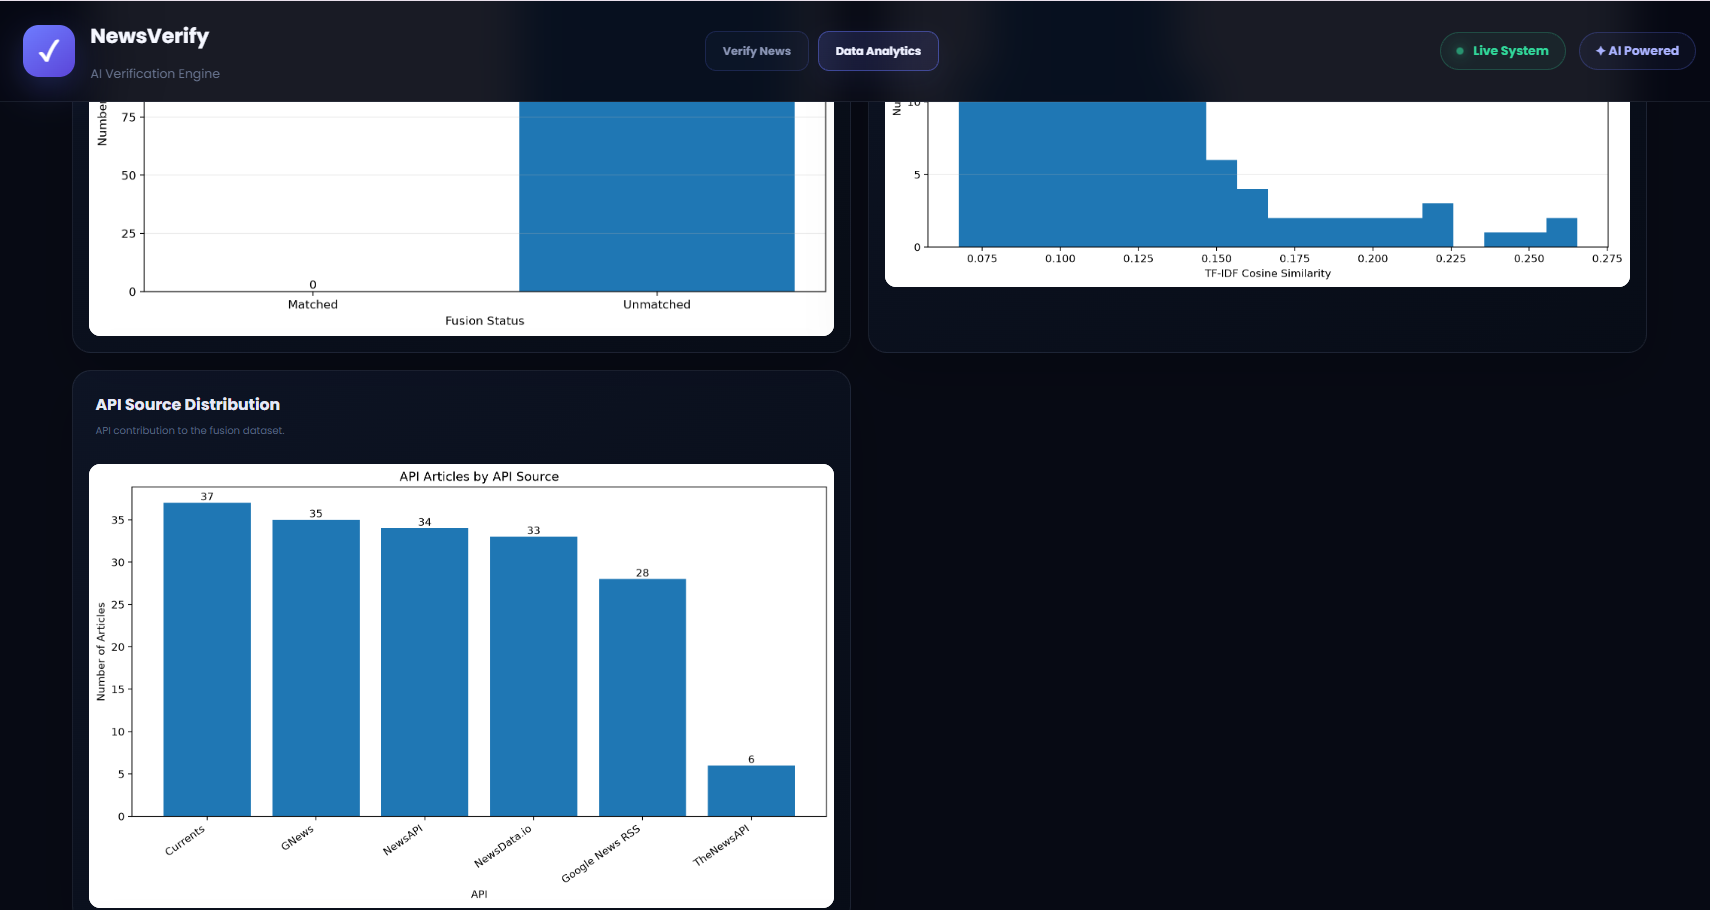 NewsVerify
AI Verification Engine
Verify News
Data Analytics
Live System
AI Powered
75
50
25
0
0
Matched
Unmatched
Fusion Status
10
5
0
0.075
0.100
0.125
0.150
0.175
0.200
0.225
0.250
0.275
TF-IDF Cosine Similarity
API Source Distribution
API contribution to the fusion dataset.
API Articles by API Source
37
35
34
33
28
6
35
30
25
20
15
10
5
0
Number of Articles
Currents
GNews
NewsAPI
NewsData.io
Google News RSS
TheNewsAPI
API